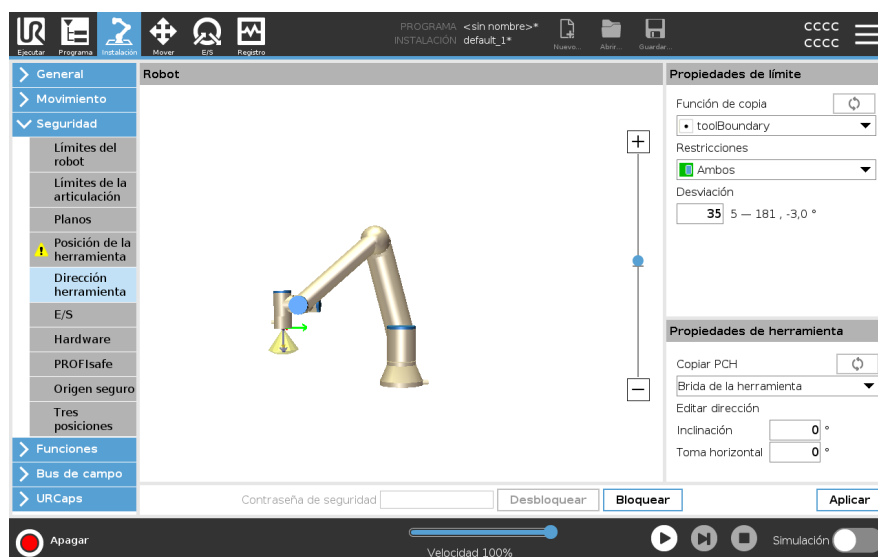 PROGRAMA <sin nombre>*
INSTALACIÓN default_1*
CCCC
CCCC
Ejecutar Programa Instalación Mover E/S Registro Nuevo... Abrir... Guardar...
General
Movimiento
Seguridad
Límites del
robot
Límites de la
articulación
Planos
Posición de la
herramienta
Dirección
herramienta
E/S
Hardware
PROFIsafe
Origen seguro
Tres
posiciones
Funciones
Bus de campo
URCaps
Robot
Propiedades de límite
Función de copia
toolBoundary
Restricciones
Ambos
Desviación
35 5 — 181 , -3,0 °
Propiedades de herramienta
Copiar PCH
Brida de la herramienta
Editar dirección
Inclinación 0 °
Toma horizontal 0 °
Contraseña de seguridad Desbloquear Bloquear Aplicar
Apagar
Velocidad 100%
Simulación